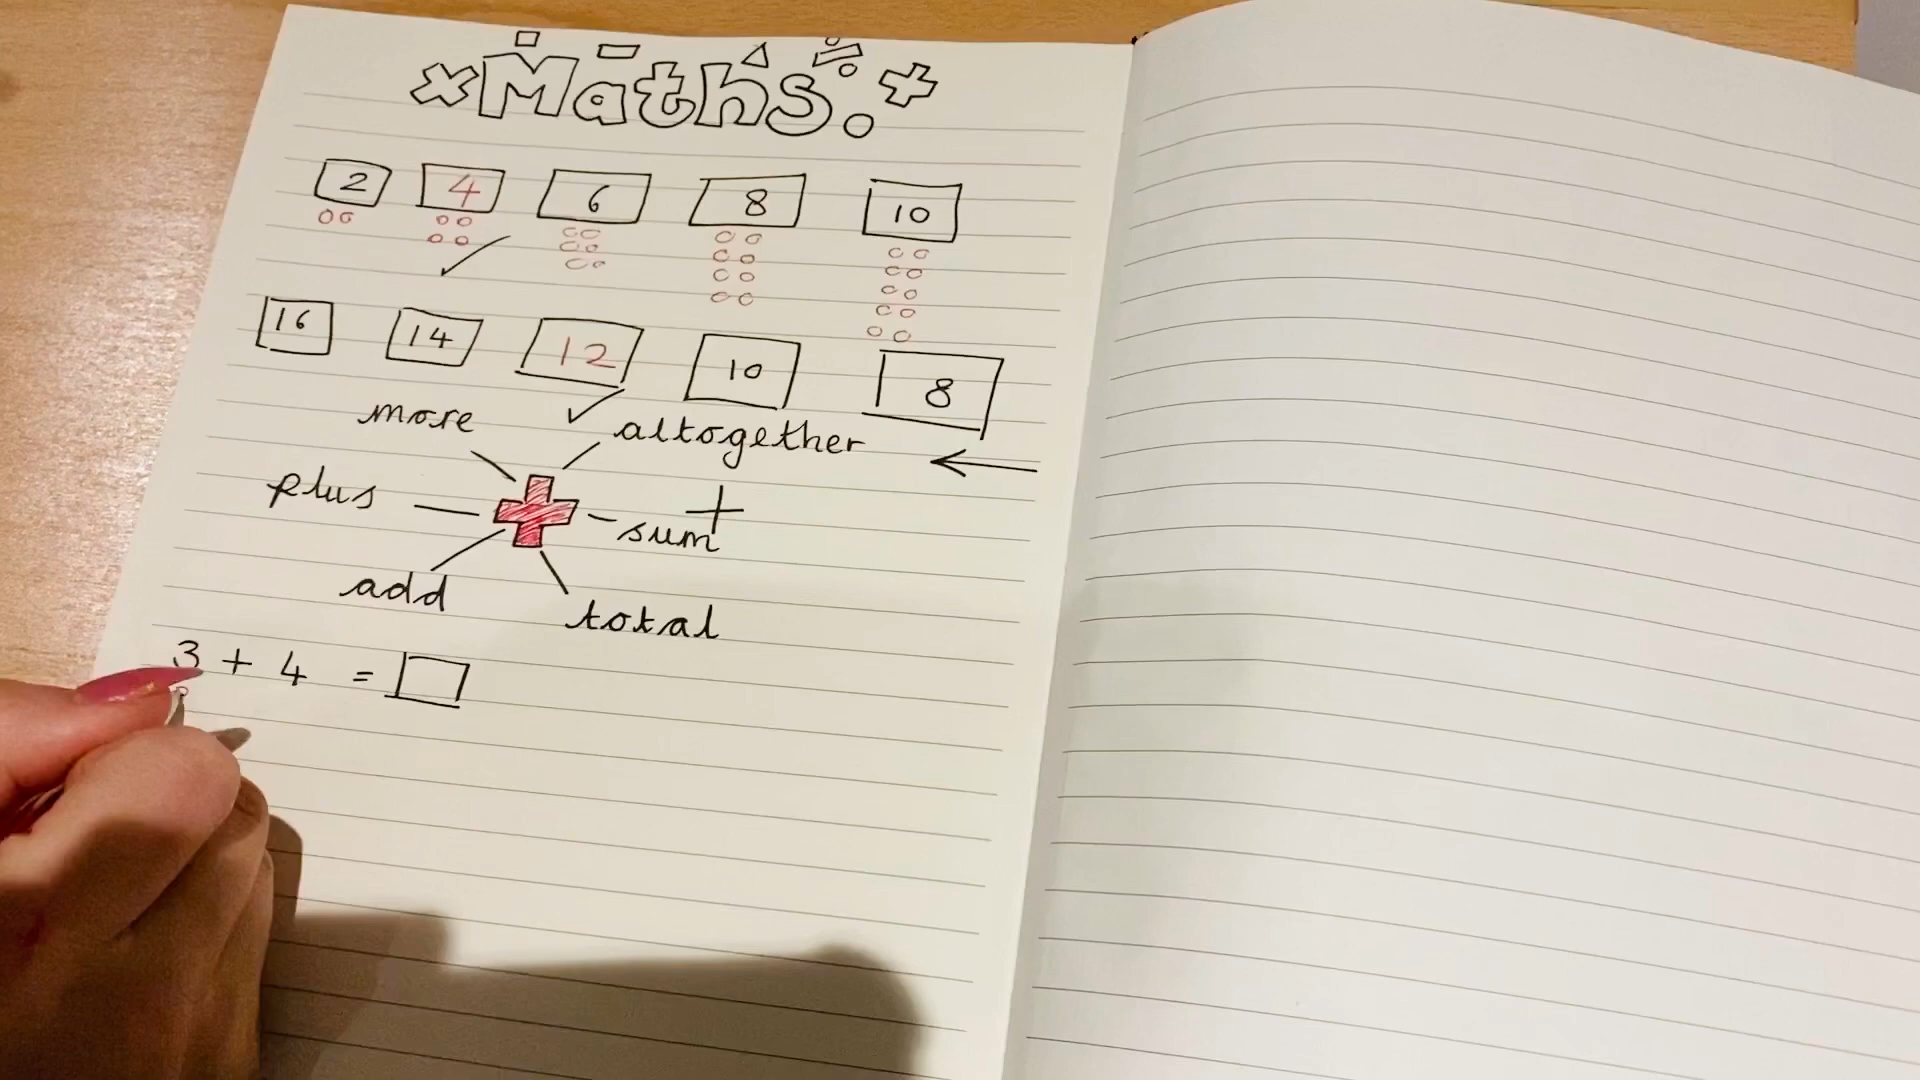 × Maths ÷ +
2 4 6 8 10
16 14 12 10 8
more altogether
plus sum +
add total
3 + 4 =